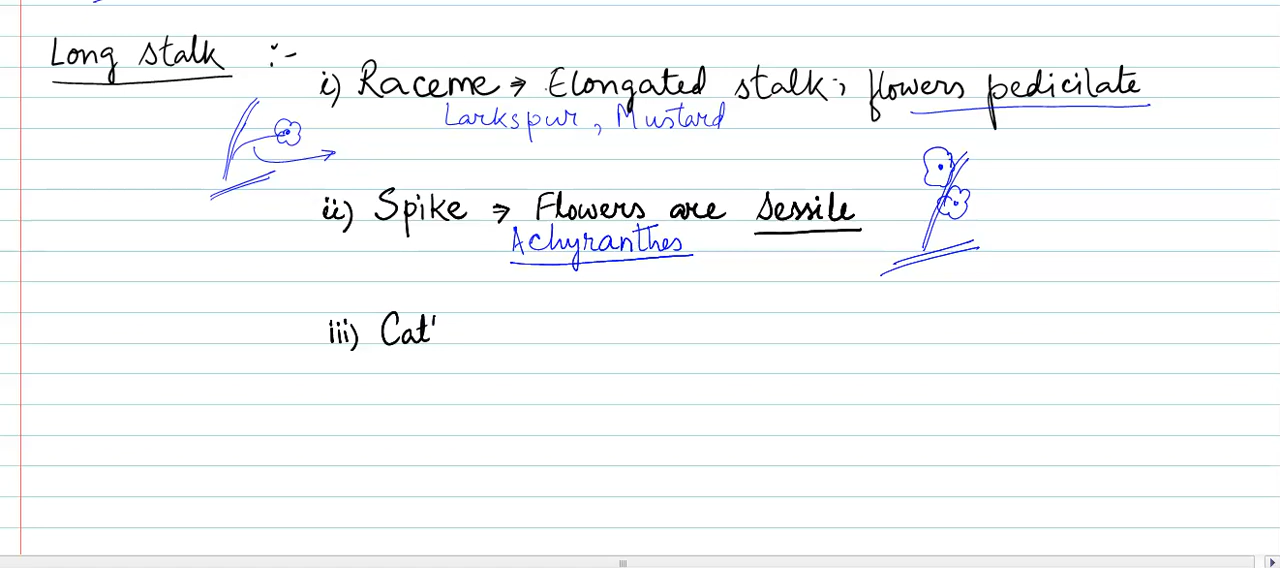 Long stalk :-
i) Raceme ⇒ Elongated stalk; flowers pedicilate
Larkspur, Mustard
ii) Spike ⇒ Flowers are sessile
Achyranthes
iii) Cat'